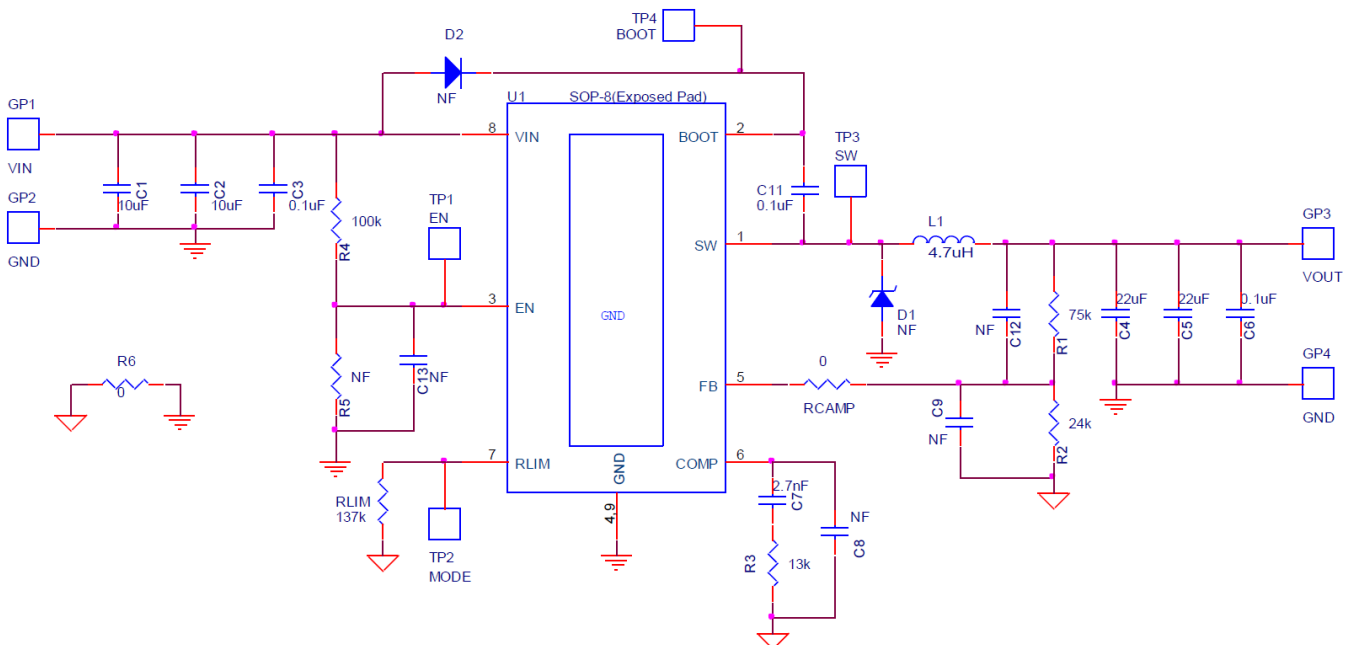 TP4
BOOT
D2
NF
GP1
VIN
GP2
GND
C1
10uF
C2
10uF
C3
0.1uF
100k
R4
TP1
EN
U1
SOP-8(Exposed Pad)
8
VIN
BOOT
2
TP3
SW
C11
0.1uF
SW
1
L1
4.7uH
GP3
VOUT
3
EN
GND
D1
NF
NF
C12
75k
R1
22uF
C4
22uF
C5
0.1uF
C6
GP4
GND
R6
0
NF
R5
C13
NF
FB
5
0
RCAMP
C9
NF
24k
R2
7
RLIM
GND
COMP
6
RLIM
137k
TP2
MODE
4,9
2.7nF
C7
NF
C8
R3
13k